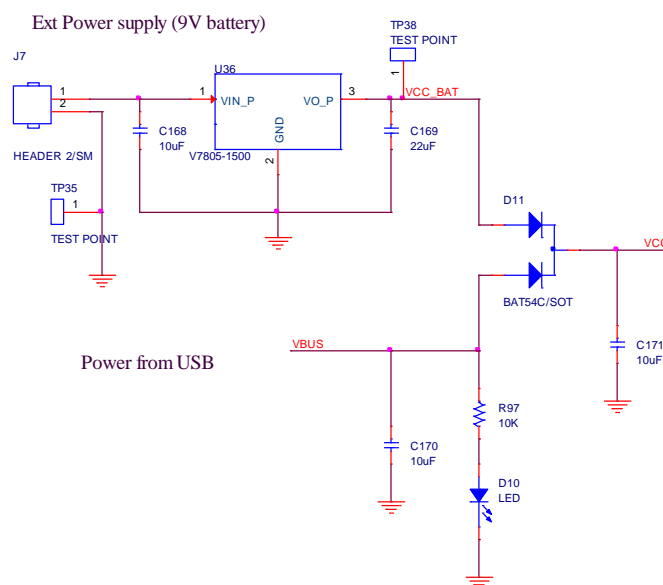 Ext Power supply (9V battery)
TP38
TEST POINT
J7
U36
1
1
2
1
VIN_P
VO_P
3
VCC_BAT
GND
C168
10uF
C169
22uF
HEADER 2/SM
V7805-1500
2
TP35
1
TEST POINT
D11
VCC
BAT54C/SOT
VBUS
Power from USB
C171
10uF
R97
10K
C170
10uF
D10
LED